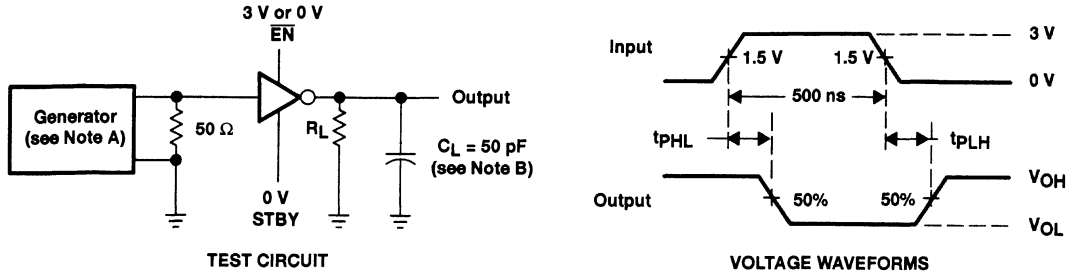 3 V or 0 V
EN
Generator
(see Note A)
50 Ω
RL
Output
CL = 50 pF
(see Note B)
0 V
STBY
TEST CIRCUIT
Input
1.5 V
1.5 V
3 V
0 V
500 ns
tPHL
tPLH
Output
50%
50%
VOH
VOL
VOLTAGE WAVEFORMS